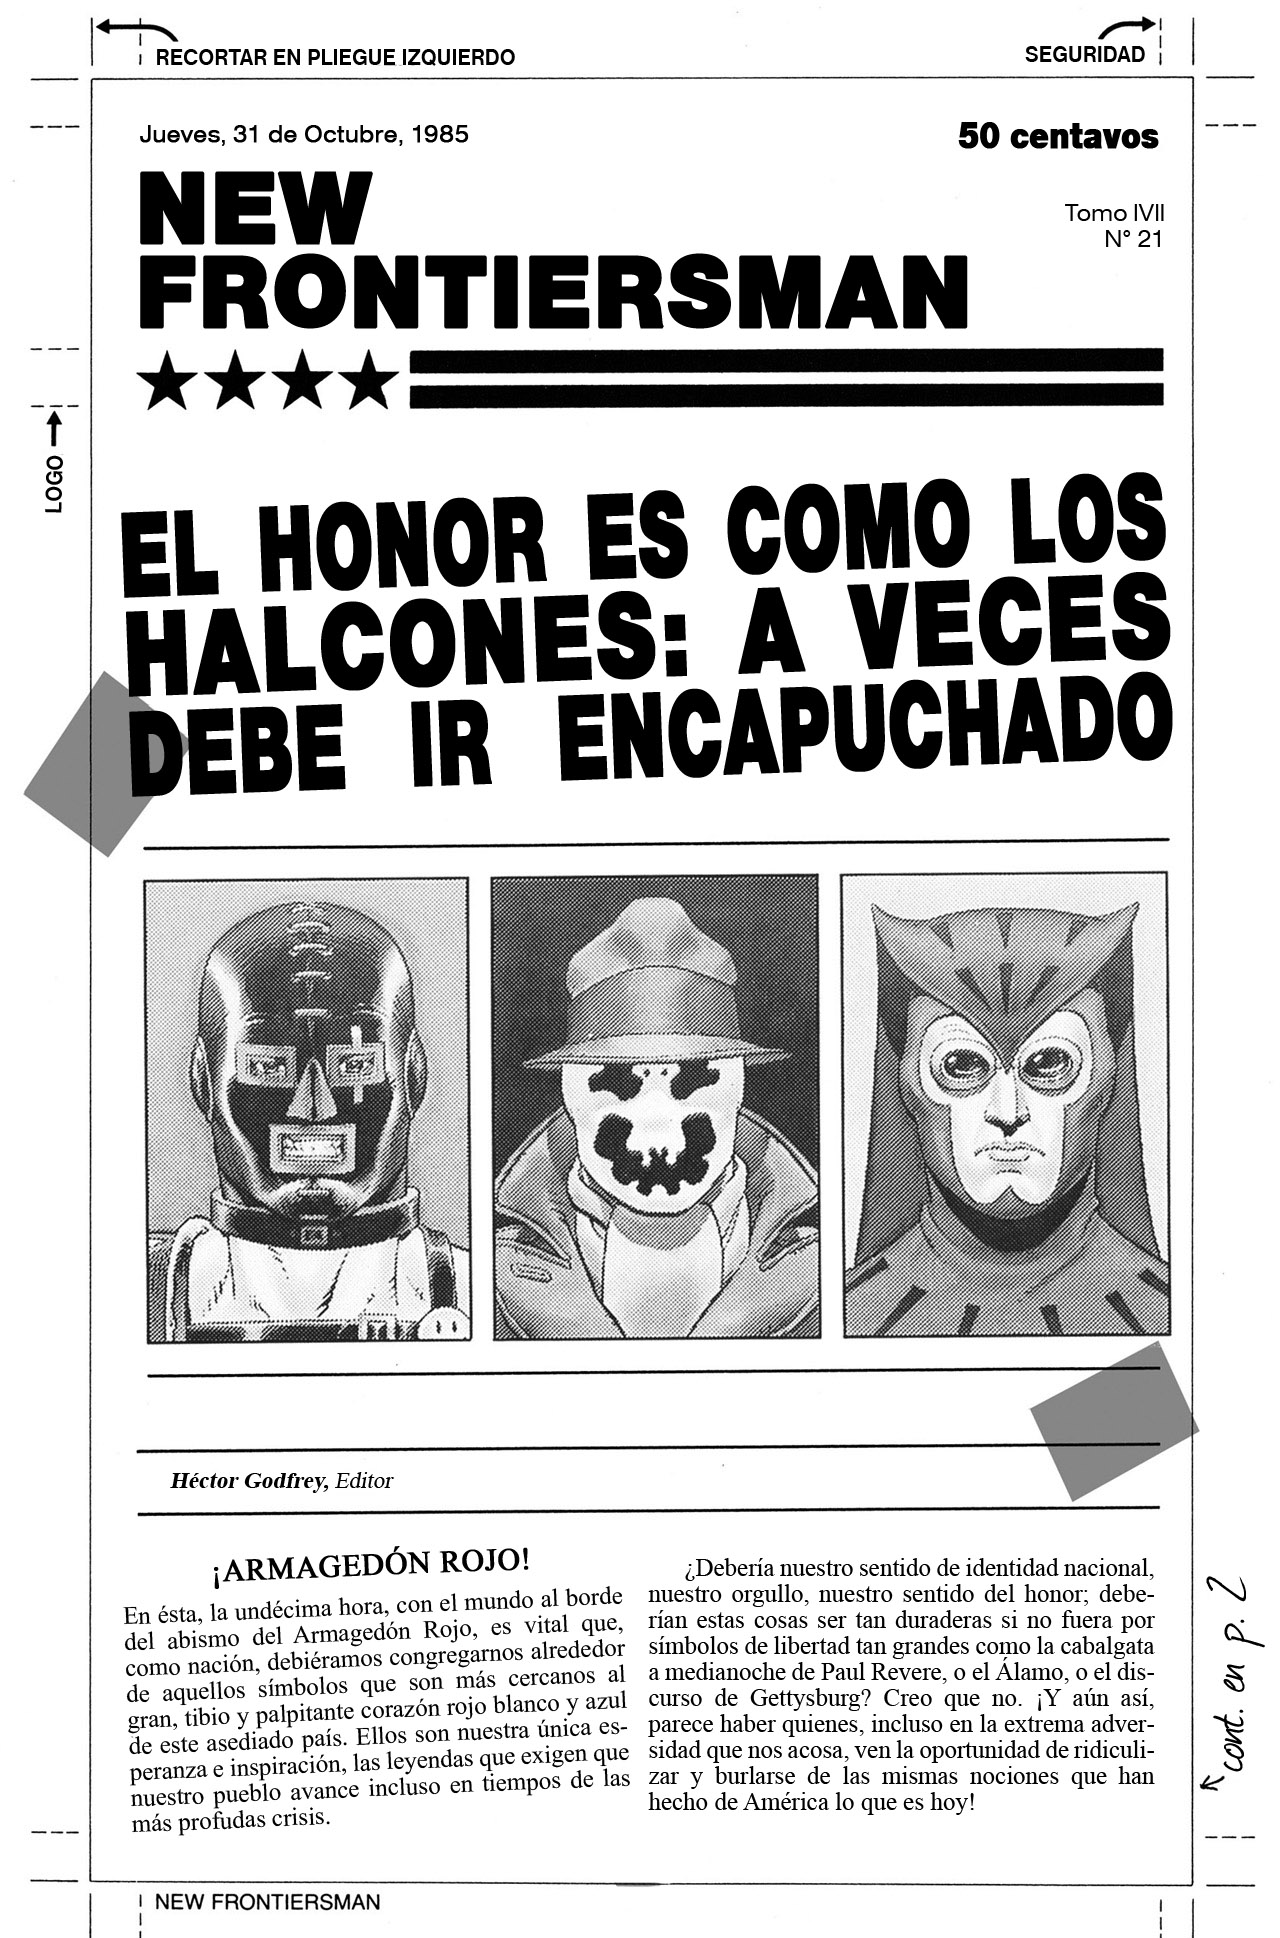 RECORTAR EN PLIEGUE IZQUIERDO
SEGURIDAD
Jueves, 31 de Octubre, 1985
50 centavos
NEW
FRONTIERSMAN
Tomo IVII
N° 21
LOGO
EL HONOR ES COMO LOS
HALCONES: A VECES
DEBE IR ENCAPUCHADO
Héctor Godfrey, Editor
¡ARMAGEDÓN ROJO!
En ésta, la undécima hora, con el mundo al borde
del abismo del Armagedón Rojo, es vital que,
como nación, debiéramos congregarnos alrededor
de aquellos símbolos que son más cercanos al
gran, tibio y palpitante corazón rojo blanco y azul
de este asediado país. Ellos son nuestra única es-
peranza e inspiración, las leyendas que exigen que
nuestro pueblo avance incluso en tiempos de las
más profudas crisis.
¿Debería nuestro sentido de identidad nacional,
nuestro orgullo, nuestro sentido del honor; debe-
rían estas cosas ser tan duraderas si no fuera por
símbolos de libertad tan grandes como la cabalgata
a medianoche de Paul Revere, o el Álamo, o el dis-
curso de Gettysburg? Creo que no. ¡Y aún así,
parece haber quienes, incluso en la extrema adver-
sidad que nos acosa, ven la oportunidad de ridiculi-
zar y burlarse de las mismas nociones que han
hecho de América lo que es hoy!
cont. en p. 2
NEW FRONTIERSMAN